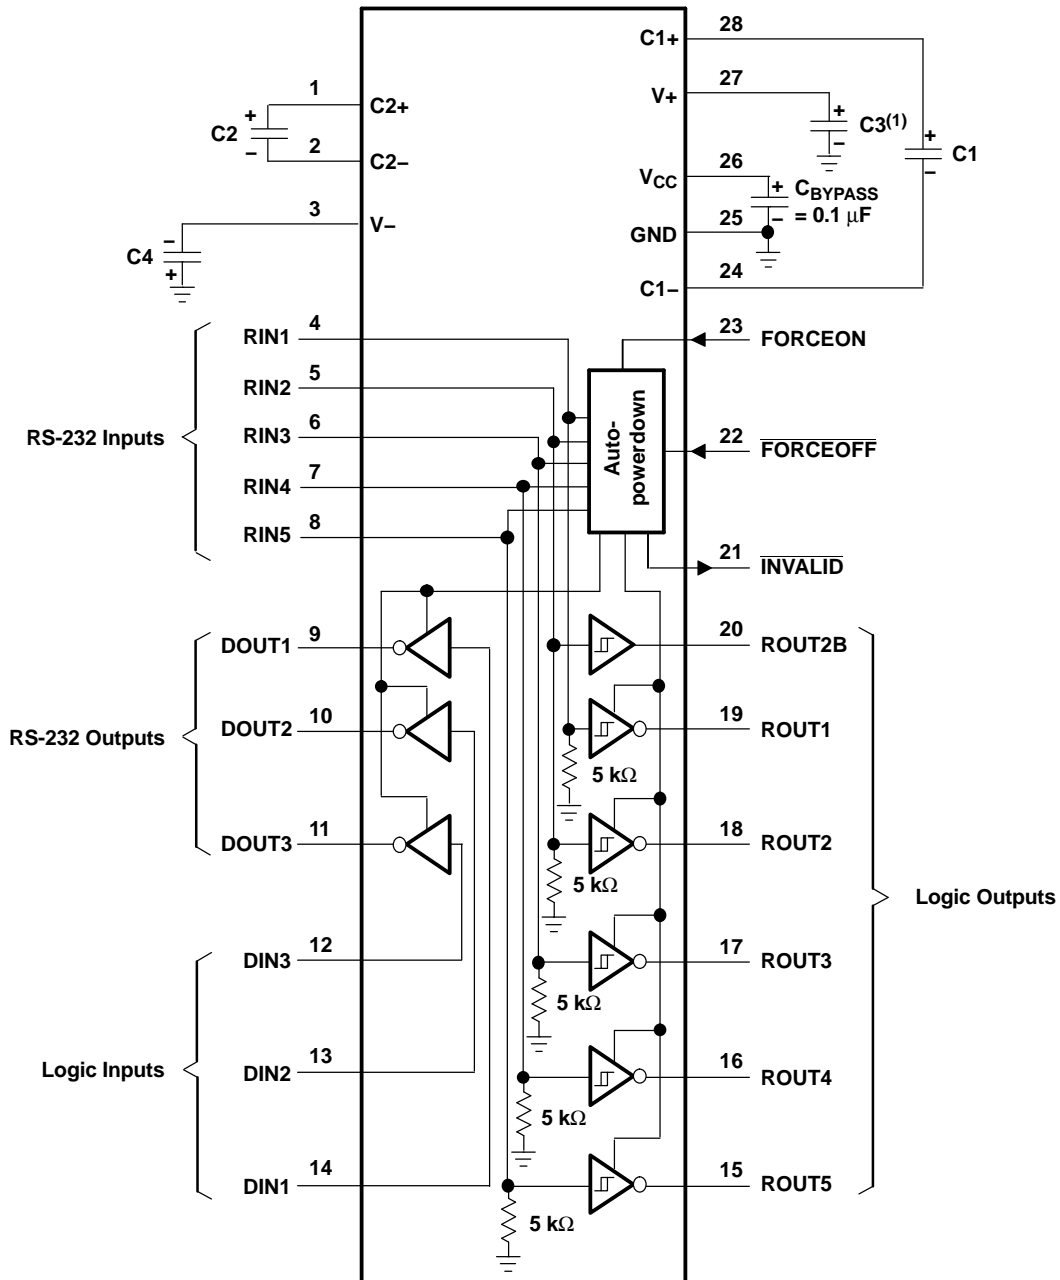 28
C1+
27
V+
C3(1)
1
C2+
+
C2
−
2
C2−
+
−
+
−
C1
26
VCC
+
−
CBYPASS
= 0.1 μF
3
V−
25
GND
−
C4
+
24
C1−
RIN1
4
23
FORCEON
RIN2
5
RS-232 Inputs
RIN3
6
Auto-
powerdown
22
FORCEOFF
RIN4
7
RIN5
8
21
INVALID
DOUT1
9
20
ROUT2B
RS-232 Outputs
DOUT2
10
19
ROUT1
5 kΩ
DOUT3
11
18
ROUT2
5 kΩ
Logic Outputs
DIN3
12
17
ROUT3
5 kΩ
Logic Inputs
DIN2
13
16
ROUT4
5 kΩ
DIN1
14
15
ROUT5
5 kΩ